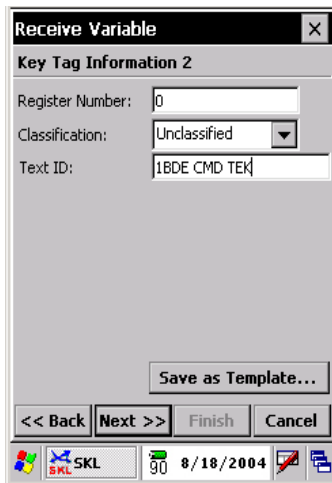 Receive Variable
Key Tag Information 2
Register Number: 0
Classification: Unclassified
Text ID: 1BDE CMD TEK
Save as Template...
<< Back Next >> Finish Cancel
SKL SKL 90 8/18/2004